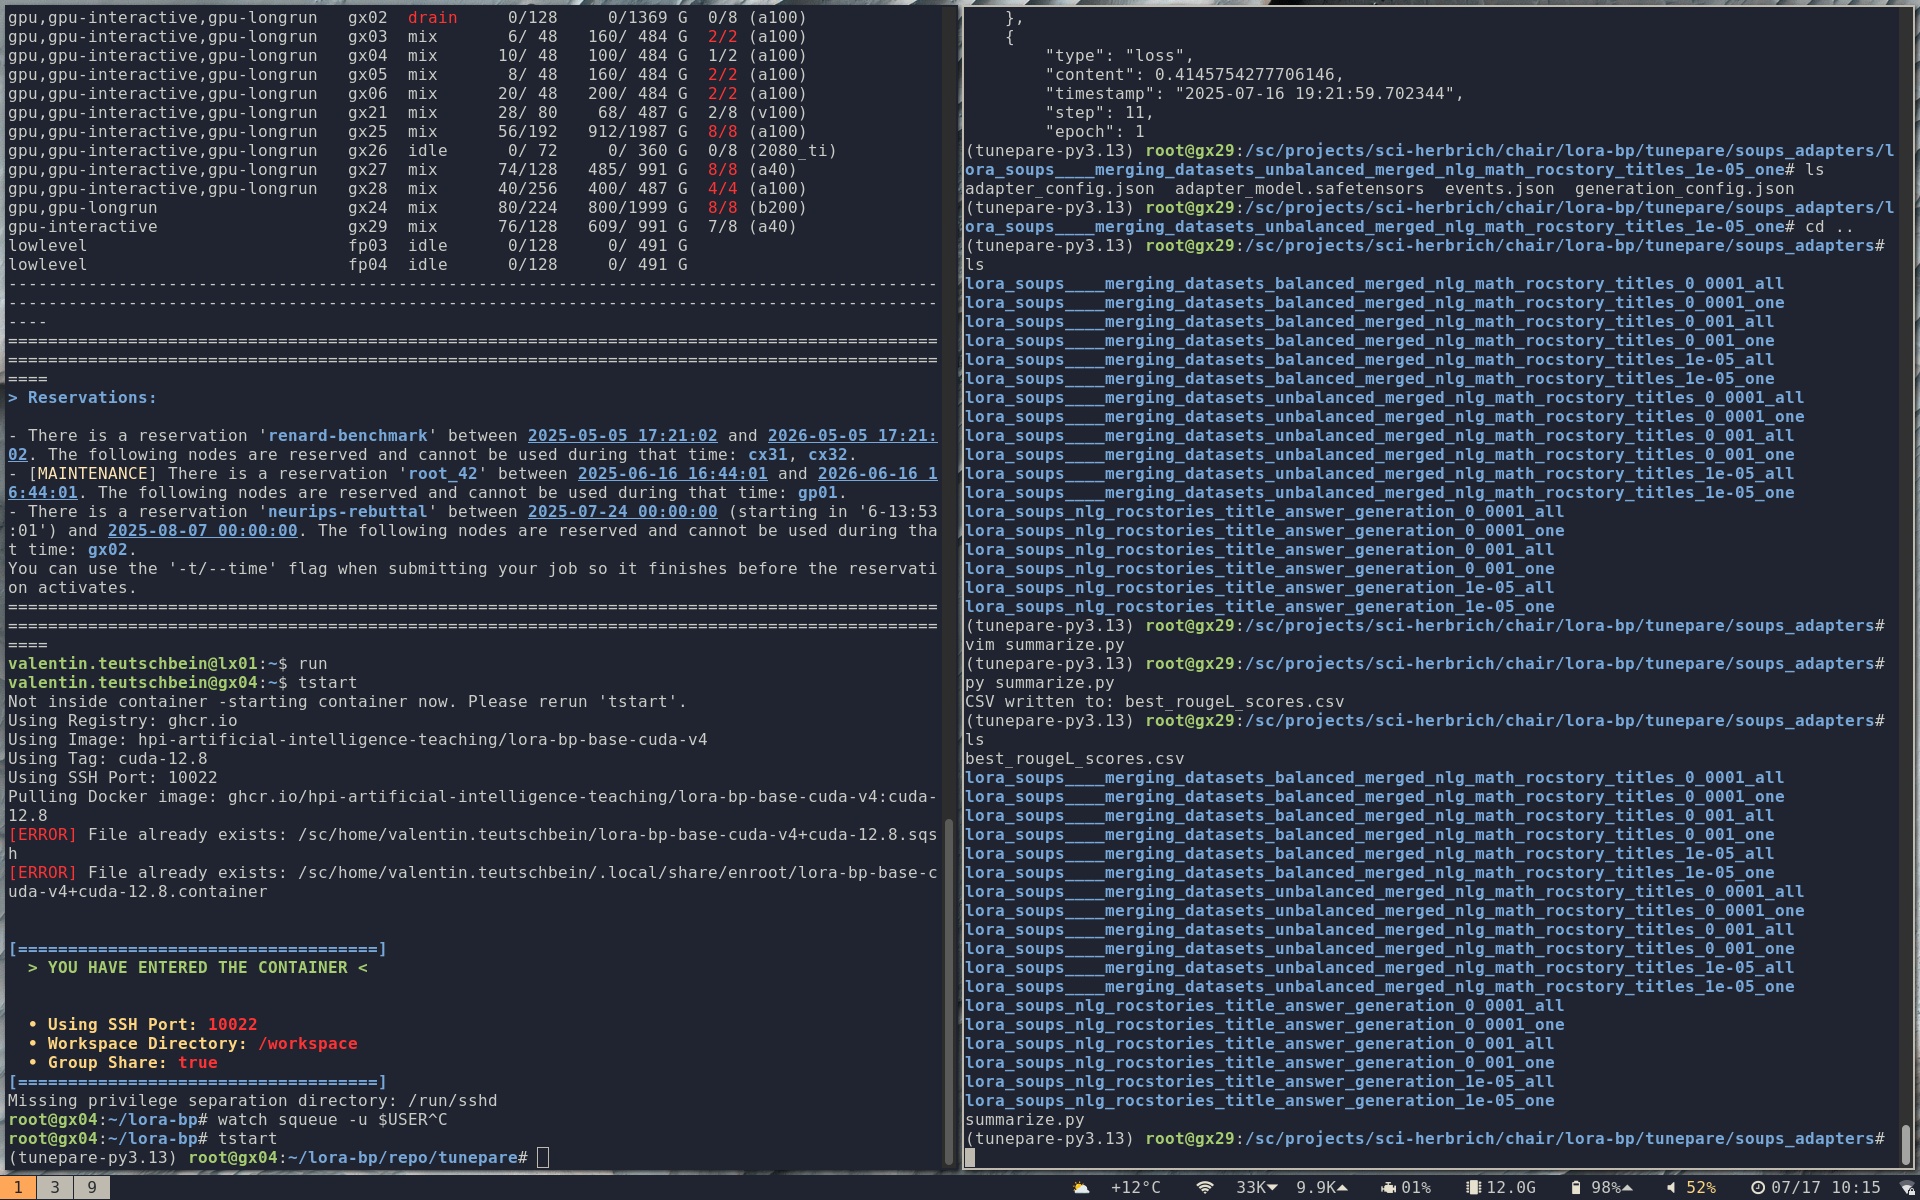 gpu,gpu-interactive,gpu-longrun   gx02  drain     0/128     0/1369 G  0/8 (a100)
gpu,gpu-interactive,gpu-longrun   gx03  mix       6/ 48   160/ 484 G  2/2 (a100)
gpu,gpu-interactive,gpu-longrun   gx04  mix      10/ 48   100/ 484 G  1/2 (a100)
gpu,gpu-interactive,gpu-longrun   gx05  mix       8/ 48   160/ 484 G  2/2 (a100)
gpu,gpu-interactive,gpu-longrun   gx06  mix      20/ 48   200/ 484 G  2/2 (a100)
gpu,gpu-interactive,gpu-longrun   gx21  mix      28/ 80    68/ 487 G  2/8 (v100)
gpu,gpu-interactive,gpu-longrun   gx25  mix      56/192   912/1987 G  8/8 (a100)
gpu,gpu-interactive,gpu-longrun   gx26  idle      0/ 72     0/ 360 G  0/8 (2080_ti)
gpu,gpu-interactive,gpu-longrun   gx27  mix      74/128   485/ 991 G  8/8 (a40)
gpu,gpu-interactive,gpu-longrun   gx28  mix      40/256   400/ 487 G  4/4 (a100)
gpu,gpu-longrun                   gx24  mix      80/224   800/1999 G  8/8 (b200)
gpu-interactive                   gx29  mix      76/128   609/ 991 G  7/8 (a40)
lowlevel                          fp03  idle      0/128     0/ 491 G
lowlevel                          fp04  idle      0/128     0/ 491 G
---------------------------------------------------------------------------------------------
---------------------------------------------------------------------------------------------
----
=============================================================================================
=============================================================================================
====
> Reservations:
- There is a reservation 'renard-benchmark' between 2025-05-05 17:21:02 and 2026-05-05 17:21:
02. The following nodes are reserved and cannot be used during that time: cx31, cx32.
- [MAINTENANCE] There is a reservation 'root_42' between 2025-06-16 16:44:01 and 2026-06-16 1
6:44:01. The following nodes are reserved and cannot be used during that time: gp01.
- There is a reservation 'neurips-rebuttal' between 2025-07-24 00:00:00 (starting in '6-13:53
:01') and 2025-08-07 00:00:00. The following nodes are reserved and cannot be used during tha
t time: gx02.
You can use the '-t/--time' flag when submitting your job so it finishes before the reservati
on activates.
=============================================================================================
=============================================================================================
====
valentin.teutschbein@lx01:~$ run
valentin.teutschbein@gx04:~$ tstart
Not inside container -starting container now. Please rerun 'tstart'.
Using Registry: ghcr.io
Using Image: hpi-artificial-intelligence-teaching/lora-bp-base-cuda-v4
Using Tag: cuda-12.8
Using SSH Port: 10022
Pulling Docker image: ghcr.io/hpi-artificial-intelligence-teaching/lora-bp-base-cuda-v4:cuda-
12.8
[ERROR] File already exists: /sc/home/valentin.teutschbein/lora-bp-base-cuda-v4+cuda-12.8.sqs
h
[ERROR] File already exists: /sc/home/valentin.teutschbein/.local/share/enroot/lora-bp-base-c
uda-v4+cuda-12.8.container
[====================================]
  > YOU HAVE ENTERED THE CONTAINER <
  • Using SSH Port: 10022
  • Workspace Directory: /workspace
  • Group Share: true
[====================================]
Missing privilege separation directory: /run/sshd
root@gx04:~/lora-bp# watch squeue -u $USER^C
root@gx04:~/lora-bp# tstart
(tunepare-py3.13) root@gx04:~/lora-bp/repo/tunepare#
    },
    {
        "type": "loss",
        "content": 0.4145754277706146,
        "timestamp": "2025-07-16 19:21:59.702344",
        "step": 11,
        "epoch": 1
(tunepare-py3.13) root@gx29:/sc/projects/sci-herbrich/chair/lora-bp/tunepare/soups_adapters/l
ora_soups____merging_datasets_unbalanced_merged_nlg_math_rocstory_titles_1e-05_one# ls
adapter_config.json  adapter_model.safetensors  events.json  generation_config.json
(tunepare-py3.13) root@gx29:/sc/projects/sci-herbrich/chair/lora-bp/tunepare/soups_adapters/l
ora_soups____merging_datasets_unbalanced_merged_nlg_math_rocstory_titles_1e-05_one# cd ..
(tunepare-py3.13) root@gx29:/sc/projects/sci-herbrich/chair/lora-bp/tunepare/soups_adapters#
ls
lora_soups____merging_datasets_balanced_merged_nlg_math_rocstory_titles_0_0001_all
lora_soups____merging_datasets_balanced_merged_nlg_math_rocstory_titles_0_0001_one
lora_soups____merging_datasets_balanced_merged_nlg_math_rocstory_titles_0_001_all
lora_soups____merging_datasets_balanced_merged_nlg_math_rocstory_titles_0_001_one
lora_soups____merging_datasets_balanced_merged_nlg_math_rocstory_titles_1e-05_all
lora_soups____merging_datasets_balanced_merged_nlg_math_rocstory_titles_1e-05_one
lora_soups____merging_datasets_unbalanced_merged_nlg_math_rocstory_titles_0_0001_all
lora_soups____merging_datasets_unbalanced_merged_nlg_math_rocstory_titles_0_0001_one
lora_soups____merging_datasets_unbalanced_merged_nlg_math_rocstory_titles_0_001_all
lora_soups____merging_datasets_unbalanced_merged_nlg_math_rocstory_titles_0_001_one
lora_soups____merging_datasets_unbalanced_merged_nlg_math_rocstory_titles_1e-05_all
lora_soups____merging_datasets_unbalanced_merged_nlg_math_rocstory_titles_1e-05_one
lora_soups_nlg_rocstories_title_answer_generation_0_0001_all
lora_soups_nlg_rocstories_title_answer_generation_0_0001_one
lora_soups_nlg_rocstories_title_answer_generation_0_001_all
lora_soups_nlg_rocstories_title_answer_generation_0_001_one
lora_soups_nlg_rocstories_title_answer_generation_1e-05_all
lora_soups_nlg_rocstories_title_answer_generation_1e-05_one
(tunepare-py3.13) root@gx29:/sc/projects/sci-herbrich/chair/lora-bp/tunepare/soups_adapters#
vim summarize.py
(tunepare-py3.13) root@gx29:/sc/projects/sci-herbrich/chair/lora-bp/tunepare/soups_adapters#
py summarize.py
CSV written to: best_rougeL_scores.csv
(tunepare-py3.13) root@gx29:/sc/projects/sci-herbrich/chair/lora-bp/tunepare/soups_adapters#
ls
best_rougeL_scores.csv
lora_soups____merging_datasets_balanced_merged_nlg_math_rocstory_titles_0_0001_all
lora_soups____merging_datasets_balanced_merged_nlg_math_rocstory_titles_0_0001_one
lora_soups____merging_datasets_balanced_merged_nlg_math_rocstory_titles_0_001_all
lora_soups____merging_datasets_balanced_merged_nlg_math_rocstory_titles_0_001_one
lora_soups____merging_datasets_balanced_merged_nlg_math_rocstory_titles_1e-05_all
lora_soups____merging_datasets_balanced_merged_nlg_math_rocstory_titles_1e-05_one
lora_soups____merging_datasets_unbalanced_merged_nlg_math_rocstory_titles_0_0001_all
lora_soups____merging_datasets_unbalanced_merged_nlg_math_rocstory_titles_0_0001_one
lora_soups____merging_datasets_unbalanced_merged_nlg_math_rocstory_titles_0_001_all
lora_soups____merging_datasets_unbalanced_merged_nlg_math_rocstory_titles_0_001_one
lora_soups____merging_datasets_unbalanced_merged_nlg_math_rocstory_titles_1e-05_all
lora_soups____merging_datasets_unbalanced_merged_nlg_math_rocstory_titles_1e-05_one
lora_soups_nlg_rocstories_title_answer_generation_0_0001_all
lora_soups_nlg_rocstories_title_answer_generation_0_0001_one
lora_soups_nlg_rocstories_title_answer_generation_0_001_all
lora_soups_nlg_rocstories_title_answer_generation_0_001_one
lora_soups_nlg_rocstories_title_answer_generation_1e-05_all
lora_soups_nlg_rocstories_title_answer_generation_1e-05_one
summarize.py
(tunepare-py3.13) root@gx29:/sc/projects/sci-herbrich/chair/lora-bp/tunepare/soups_adapters#
1 3 9 +12°C 33K 9.9K 01% 12.0G 98% 52% 07/17 10:15